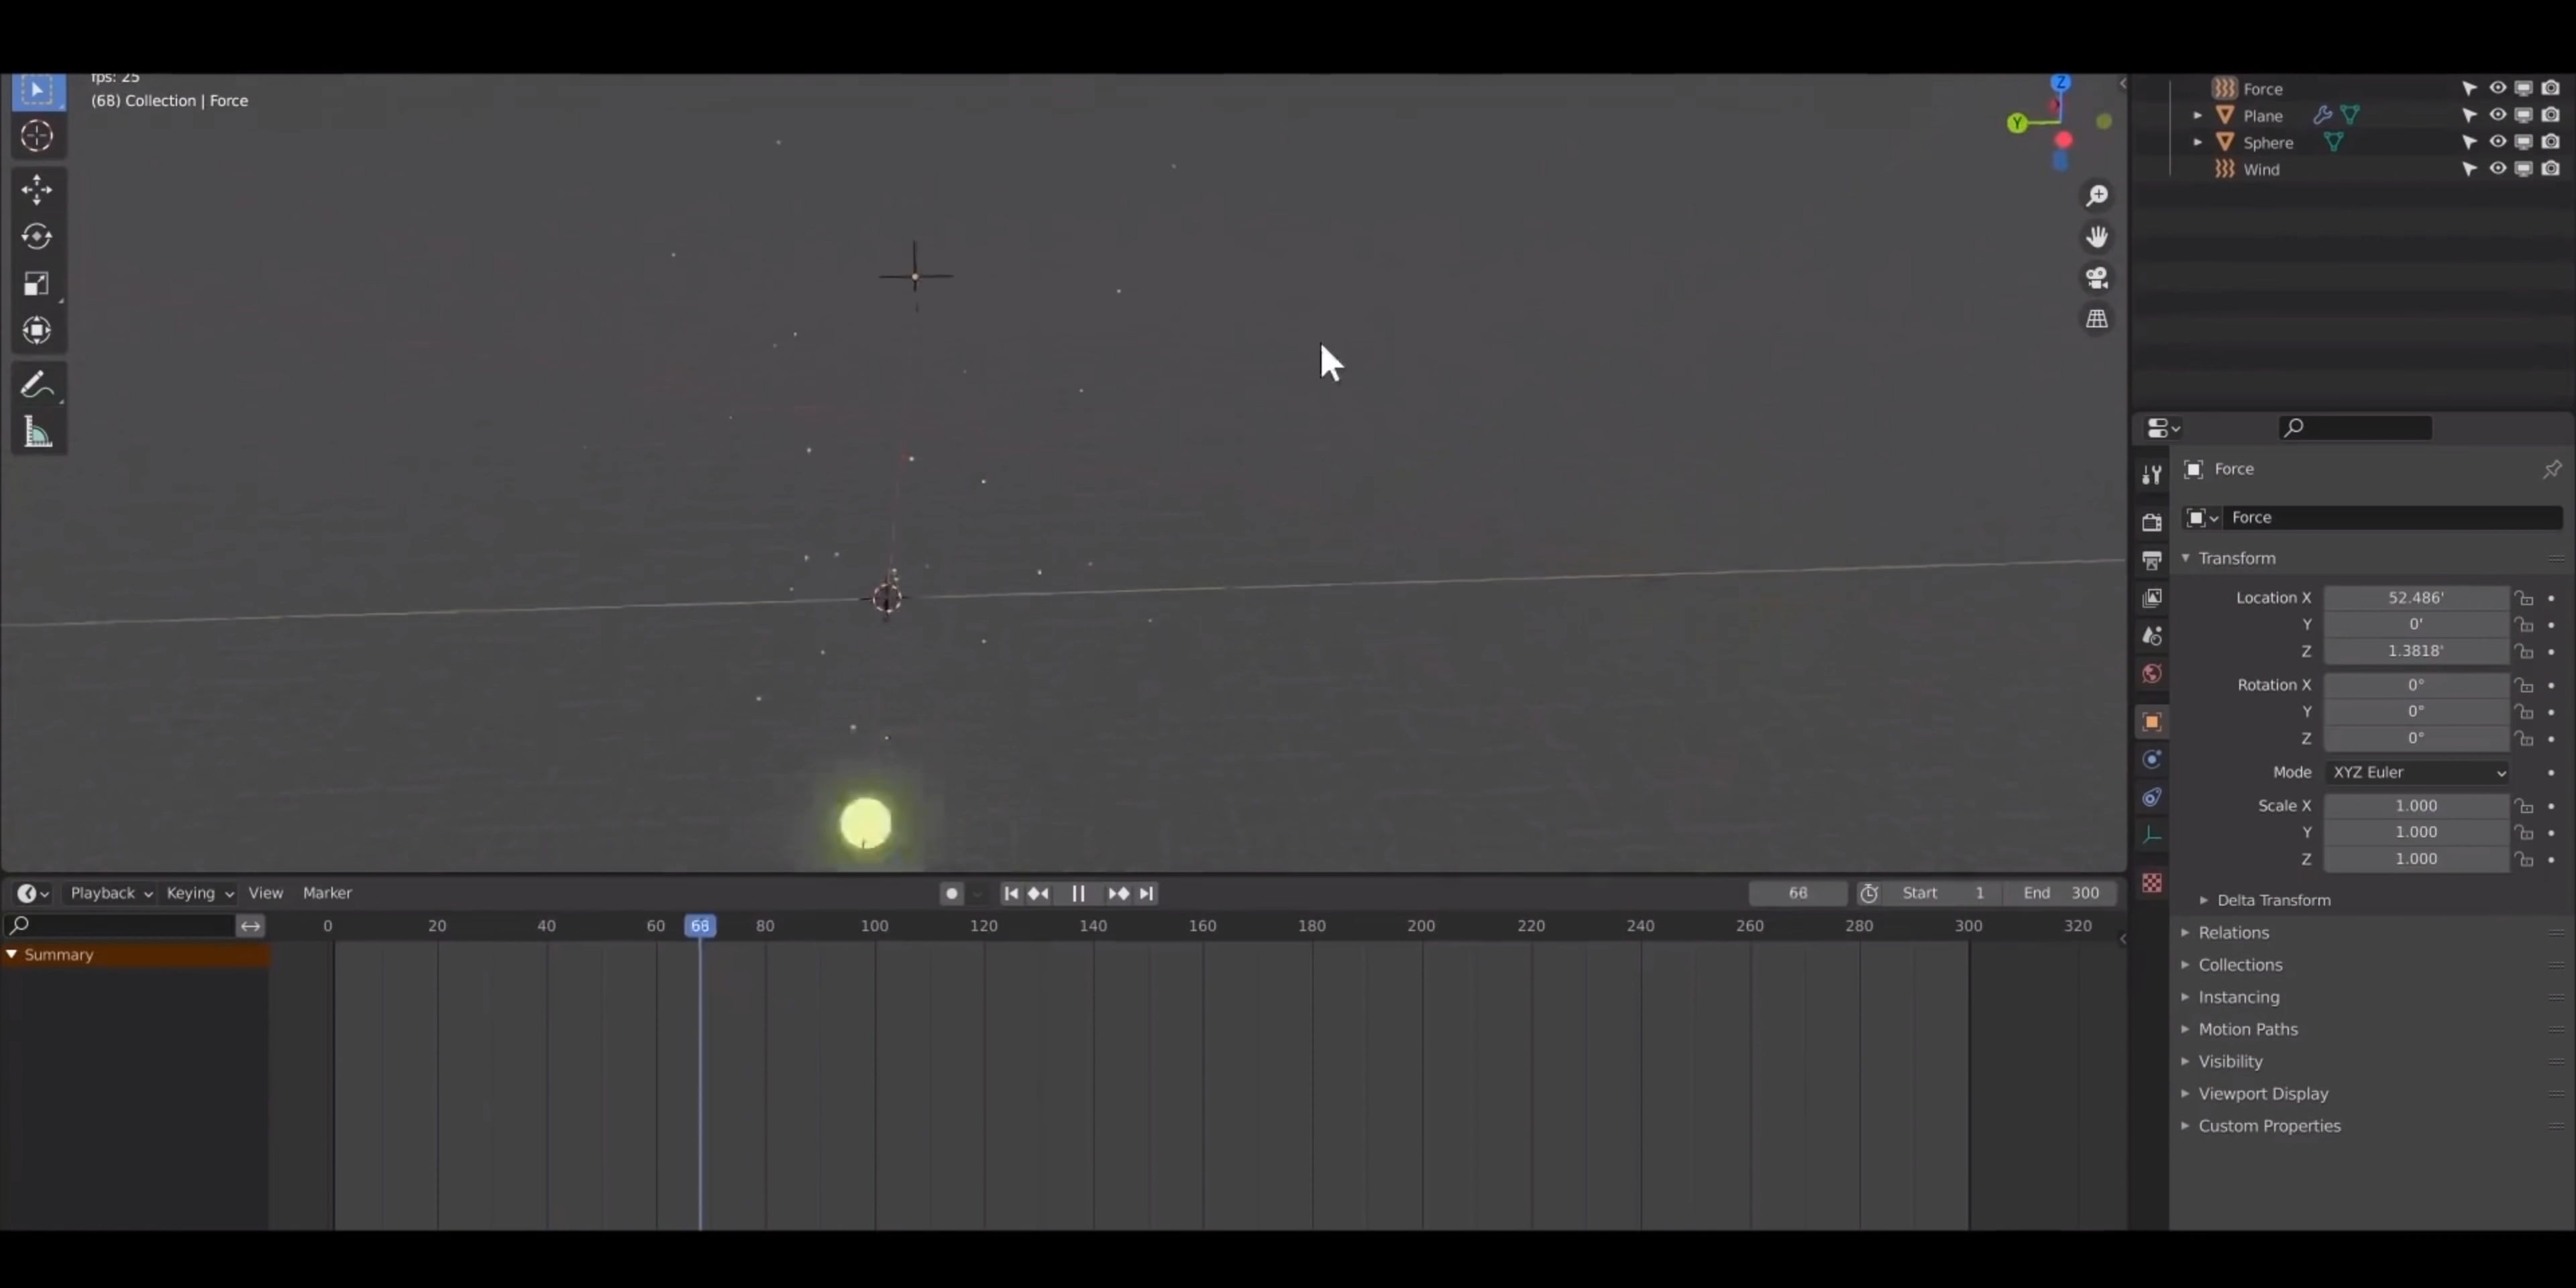 fps: 25
(68) Collection | Force
Z
Y
Force
Plane
Sphere
Wind
Force
Force
Transform
Location X 52.486'
Y 0'
Z 1.3818'
Rotation X 0°
Y 0°
Z 0°
Mode XYZ Euler
Scale X 1.000
Y 1.000
Z 1.000
Delta Transform
Relations
Collections
Instancing
Motion Paths
Visibility
Viewport Display
Custom Properties
Playback Keying View Marker 68 Start 1 End 300
0 20 40 60 68 80 100 120 140 160 180 200 220 240 260 280 300 320
Summary